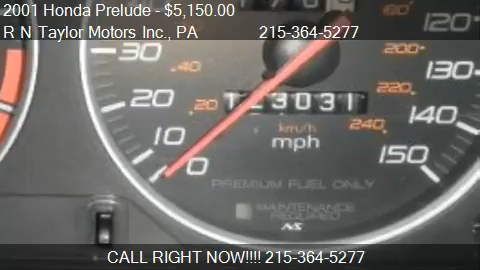 2001 Honda Prelude - $5,150.00
R N Taylor Motors Inc., PA 215-364-5277
30 120
.40 200.
130
20 .20 123031 220.
140
10 km/h 240.
mph
0 150
PREMIUM FUEL ONLY
MAINTENANCE
REQUIRED
CALL RIGHT NOW!!!! 215-364-5277